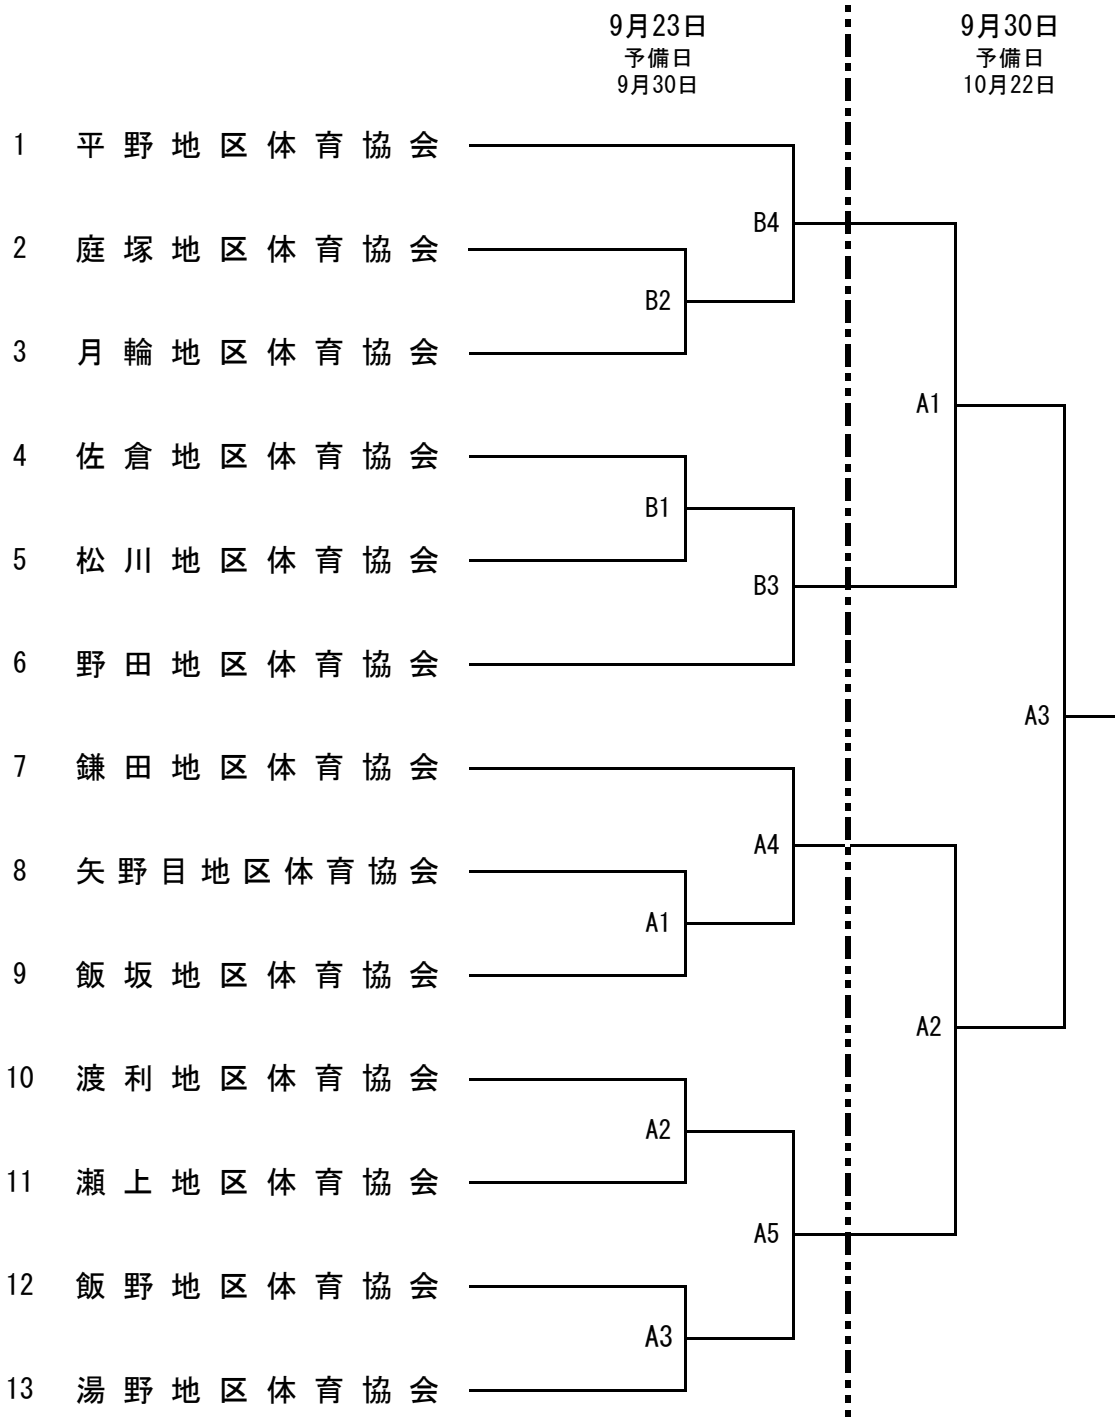 9月23日
予備日
9月30日
9月30日
予備日
10月22日
1 平野地区体育協会
B4
2 庭塚地区体育協会
B2
3 月輪地区体育協会
A1
4 佐倉地区体育協会
B1
5 松川地区体育協会
B3
6 野田地区体育協会
A3
7 鎌田地区体育協会
A4
8 矢野目地区体育協会
A1
9 飯坂地区体育協会
A2
10 渡利地区体育協会
A2
11 瀬上地区体育協会
A5
12 飯野地区体育協会
A3
13 湯野地区体育協会